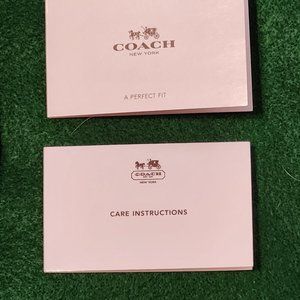 COACH
NEW YORK
A PERFECT FIT
COACH
NEW YORK
CARE INSTRUCTIONS